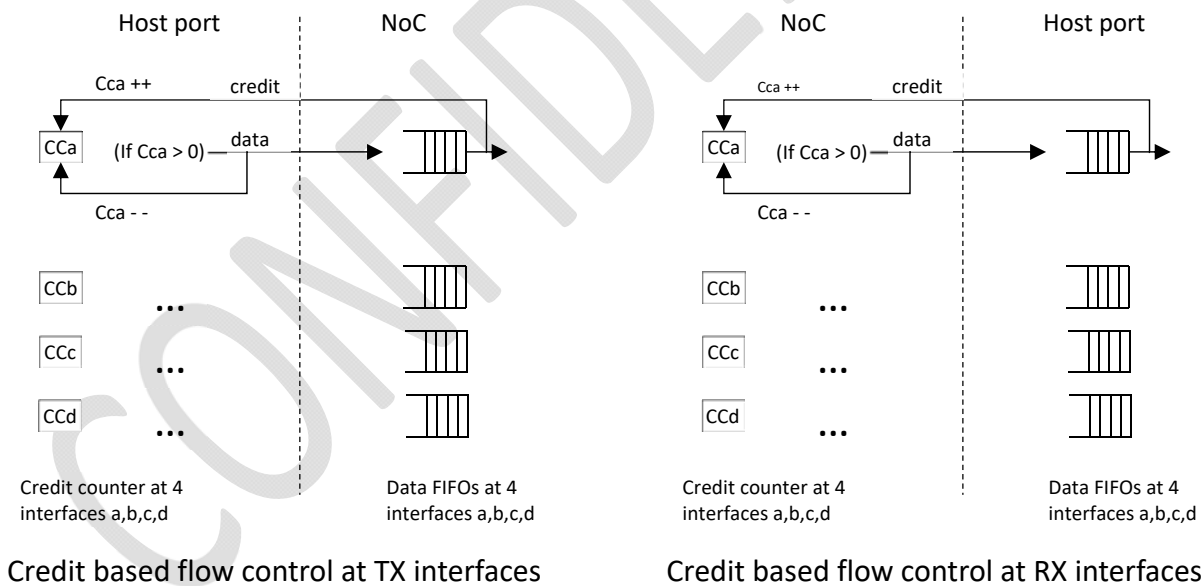 Host port NoC
Cca ++ credit
CCa (If Cca > 0) data
Cca - -
CCb ...
CCc ...
CCd ...
Credit counter at 4 Data FIFOs at 4
interfaces a,b,c,d interfaces a,b,c,d
Credit based flow control at TX interfaces
NoC Host port
Cca ++ credit
CCa (If Cca > 0) data
Cca - -
CCb ...
CCc ...
CCd ...
Credit counter at 4 Data FIFOs at 4
interfaces a,b,c,d interfaces a,b,c,d
Credit based flow control at RX interfaces
CONFIDE